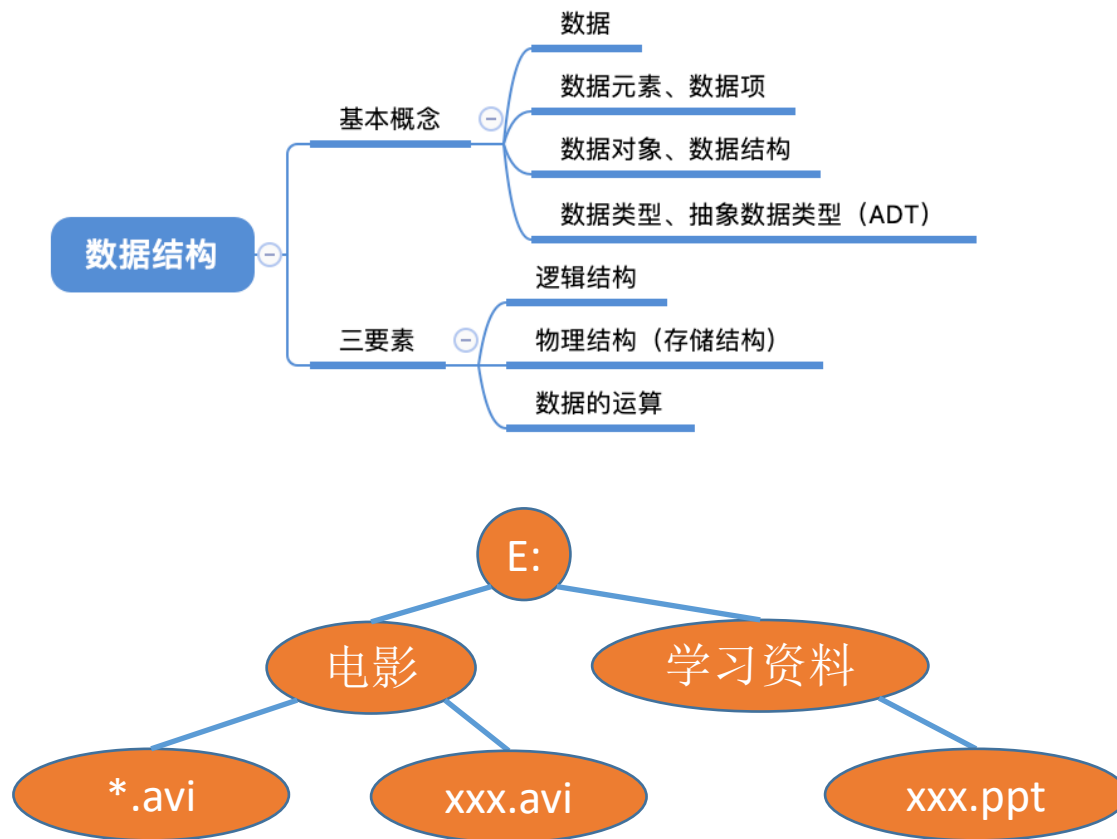 数据
数据元素、数据项
基本概念
数据对象、数据结构
数据类型、抽象数据类型（ADT）
数据结构
逻辑结构
三要素
物理结构（存储结构）
数据的运算
E:
电影
学习资料
*.avi
xxx.avi
xxx.ppt